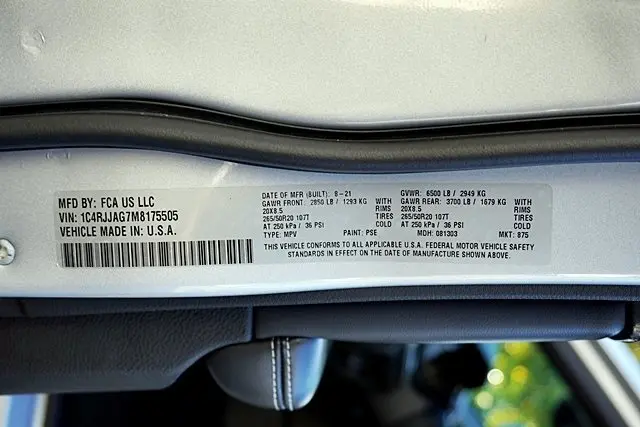 MFD BY: FCA US LLC
VIN: 1C4RJJAG7M8175505
VEHICLE MADE IN: U.S.A.
DATE OF MFR (BUILT): 8-21
GAWR FRONT: 2850 LB / 1293 KG WITH
20X8.5 RIMS
265/50R20 107T TIRES
AT 250 kPa / 36 PSI COLD
TYPE: MPV PAINT: PSE
GVWR: 6500 LB / 2949 KG
GAWR REAR: 3700 LB / 1679 KG WITH
20X8.5 RIMS
265/50R20 107T TIRES
AT 250 kPa / 36 PSI COLD
MDH: 081303 MKT: 875
THIS VEHICLE CONFORMS TO ALL APPLICABLE U.S.A. FEDERAL MOTOR VEHICLE SAFETY
STANDARDS IN EFFECT ON THE DATE OF MANUFACTURE SHOWN ABOVE.